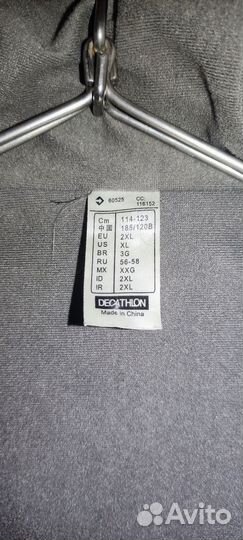 60525 CC: 116152
Cm 114-123
中国 185/120B
EU 2XL
US XL
BR 3G
RU 56-58
MX XXG
ID 2XL
IR 2XL
DECATHLON
Made in China
Avito